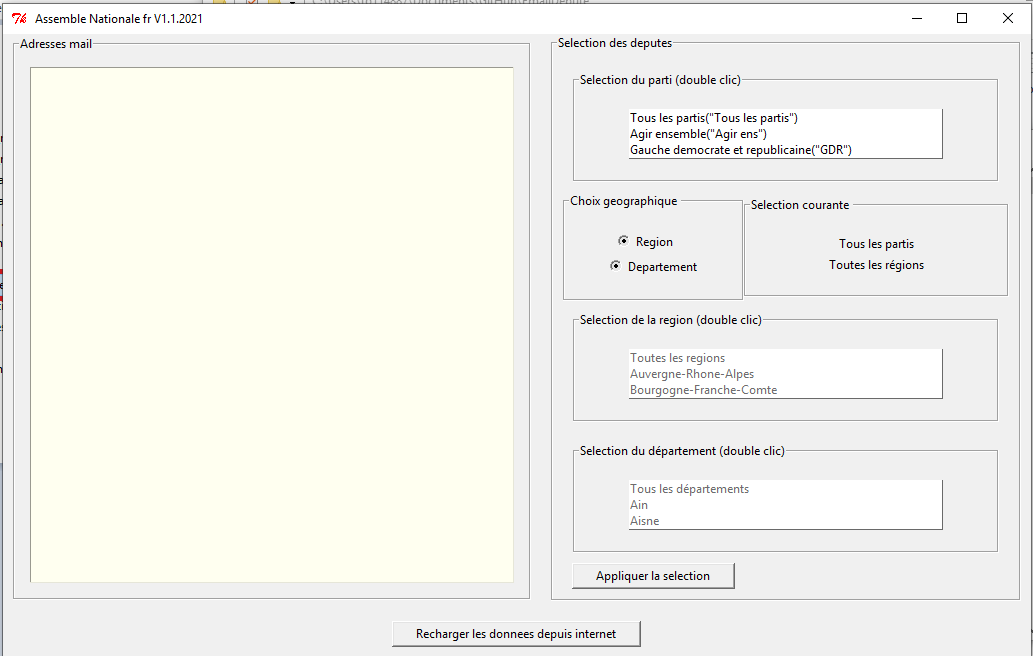 Assemble Nationale fr V1.1.2021
Adresses mail
Selection des deputes
Selection du parti (double clic)
Tous les partis("Tous les partis")
Agir ensemble("Agir ens")
Gauche democrate et republicaine("GDR")
Choix geographique
Region
Departement
Selection courante
Tous les partis
Toutes les régions
Selection de la region (double clic)
Toutes les regions
Auvergne-Rhone-Alpes
Bourgogne-Franche-Comte
Selection du département (double clic)
Tous les départements
Ain
Aisne
Appliquer la selection
Recharger les donnees depuis internet